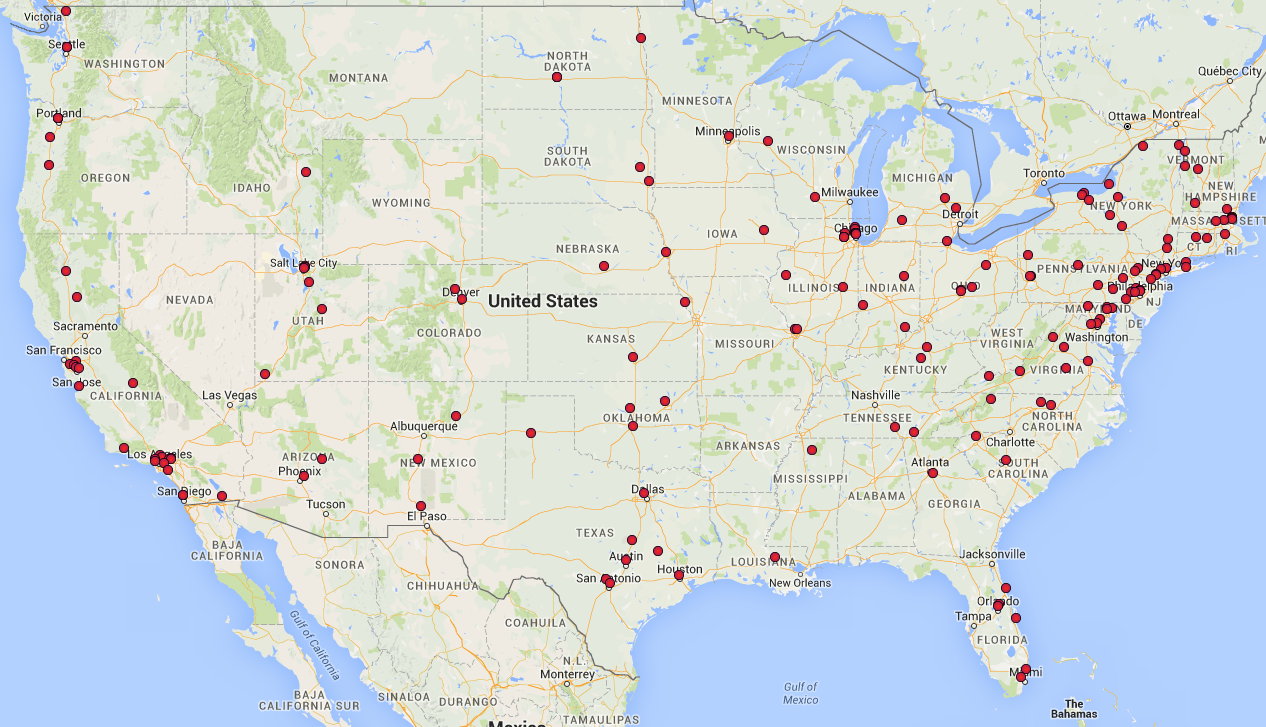 Victoria
Seattle
WASHINGTON
NORTH
DAKOTA
MONTANA
MINNESOTA
Québec City
Portland
Ottawa
Montreal
Minneapolis
WISCONSIN
SOUTH
DAKOTA
VERMONT
OREGON
IDAHO
MICHIGAN
Toronto
NEW
HAMPSHIRE
WYOMING
Milwaukee
NEW YORK
Detroit
MASSACHUSETTS
Chicago
IOWA
CT
RI
NEBRASKA
Salt Lake City
PENNSYLVANIA
New York
Denver
United States
ILLINOIS
INDIANA
OHIO
Philadelphia
NEVADA
UTAH
MARYLAND
NJ
Sacramento
COLORADO
KANSAS
MISSOURI
WEST
VIRGINIA
DE
Washington
San Francisco
KENTUCKY
VIRGINIA
San Jose
CALIFORNIA
Las Vegas
Nashville
OKLAHOMA
TENNESSEE
NORTH
CAROLINA
Albuquerque
Charlotte
ARKANSAS
Los Angeles
ARIZONA
NEW MEXICO
Atlanta
Phoenix
MISSISSIPPI
SOUTH
CAROLINA
San Diego
Dallas
ALABAMA
GEORGIA
Tucson
El Paso
TEXAS
BAJA
CALIFORNIA
SONORA
Austin
LOUISIANA
Jacksonville
Houston
San Antonio
New Orleans
CHIHUAHUA
Orlando
Tampa
COAHUILA
Gulf of California
FLORIDA
N.L.
Monterrey
Miami
Gulf of
Mexico
BAJA
CALIFORNIA SUR
SINALOA
DURANGO
The
Bahamas
TAMAULIPAS
Mexico